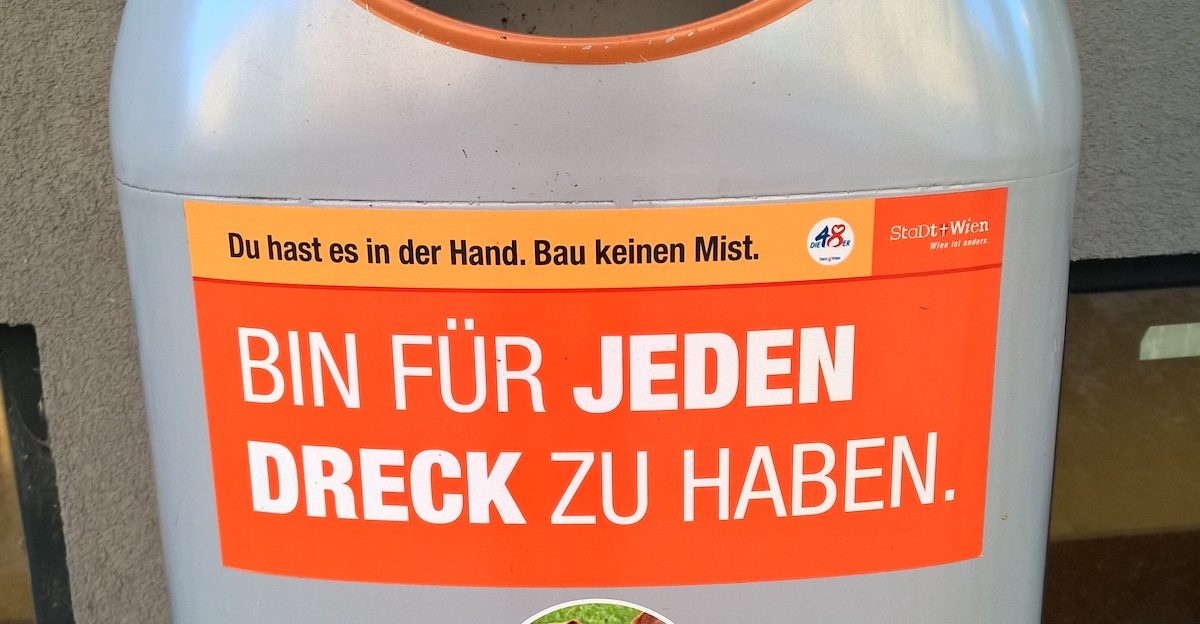 Du hast es in der Hand. Bau keinen Mist.
DIE 48ER
StaDt+Wien
Wien ist anders.
BIN FÜR JEDEN
DRECK ZU HABEN.